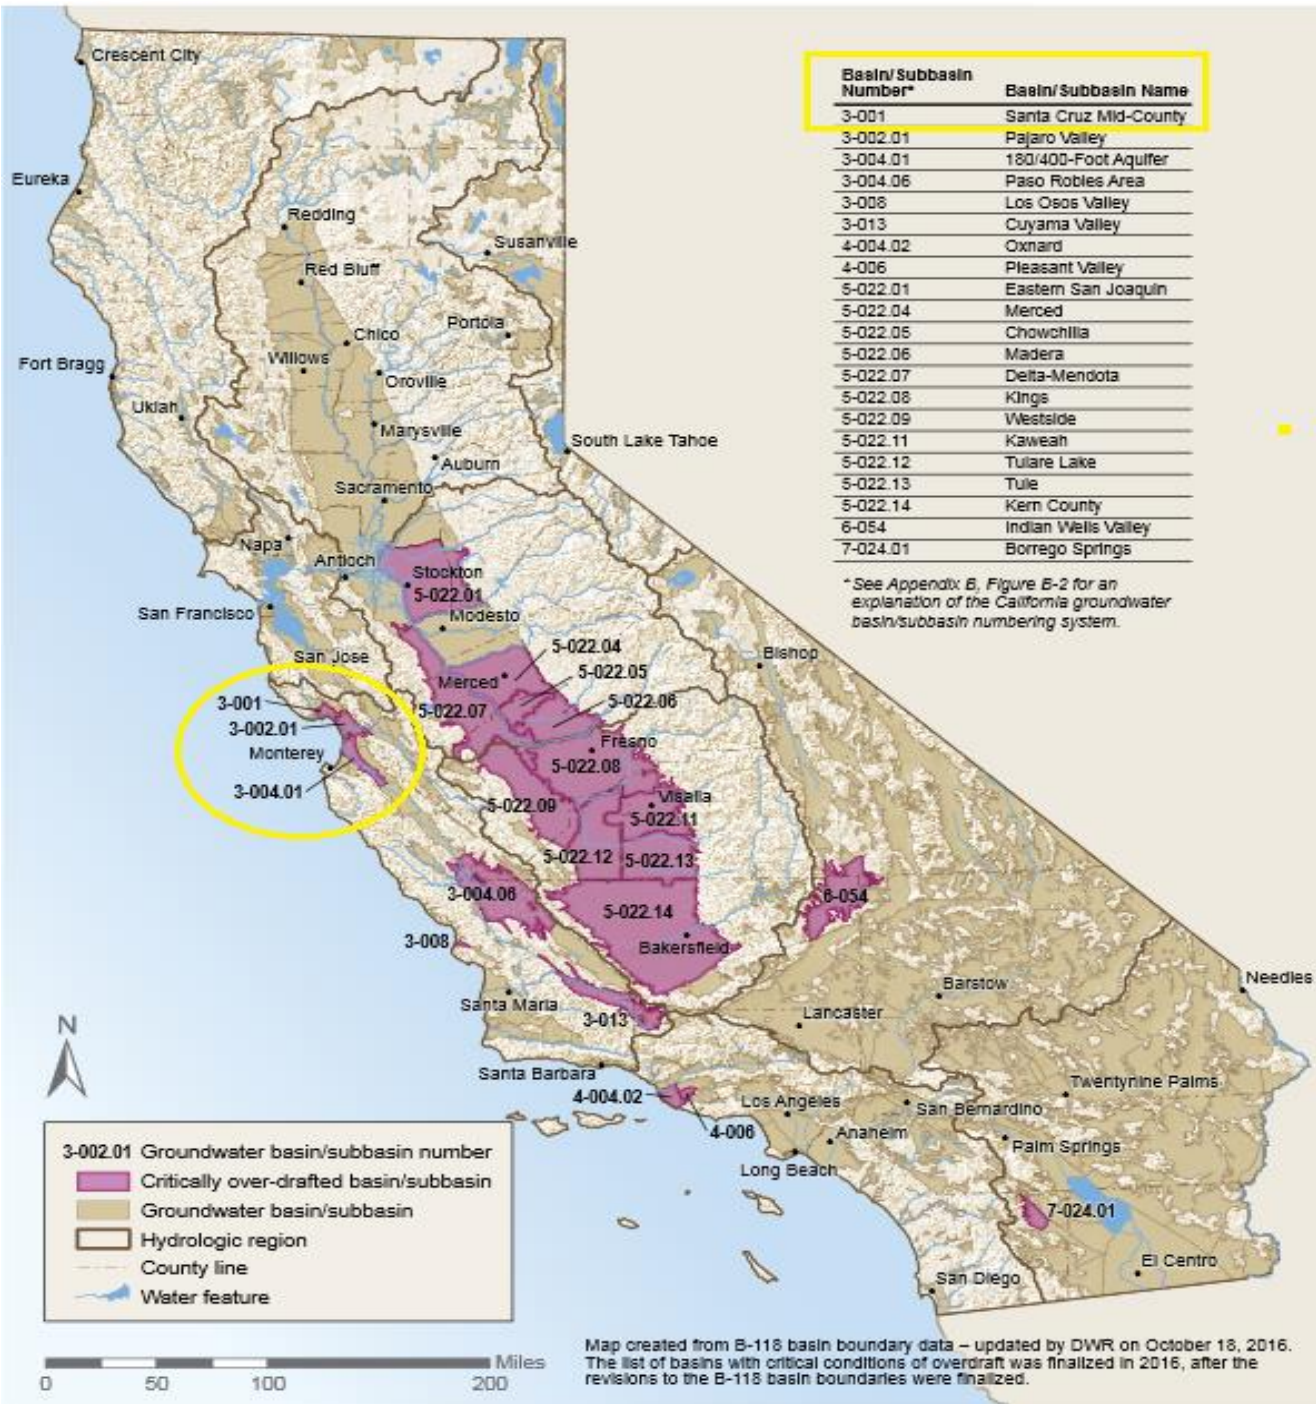 Crescent City
Eureka
Redding
Susanville
Red Bluff
Portola
Chico
Willows
Oroville
Fort Bragg
Ukiah
Marysville
South Lake Tahoe
Auburn
Sacramento
Napa
Antioch
Stockton
5-022.01
San Francisco
Modesto
San Jose
5-022.04
Bishop
5-022.05
Merced
3-001
5-022.07
5-022.06
3-002.01
Fresno
Monterey
5-022.08
3-004.01
5-022.09
Visalia
5-022.11
5-022.12
5-022.13
3-004.06
6-054
5-022.14
3-008
Bakersfield
Needles
Barstow
Santa Maria
Lancaster
3-013
Santa Barbara
Twentynine Palms
4-004.02
Los Angeles
San Bernardino
4-006
Anaheim
Palm Springs
Long Beach
7-024.01
El Centro
San Diego
Basin/Subbasin
Number* Basin/Subbasin Name
3-001 Santa Cruz Mid-County
3-002.01 Pajaro Valley
3-004.01 180/400-Foot Aquifer
3-004.06 Paso Robles Area
3-008 Los Osos Valley
3-013 Cuyama Valley
4-004.02 Oxnard
4-006 Pleasant Valley
5-022.01 Eastern San Joaquin
5-022.04 Merced
5-022.05 Chowchilla
5-022.06 Madera
5-022.07 Delta-Mendota
5-022.08 Kings
5-022.09 Westside
5-022.11 Kaweah
5-022.12 Tulare Lake
5-022.13 Tule
5-022.14 Kern County
6-054 Indian Wells Valley
7-024.01 Borrego Springs
*See Appendix B, Figure B-2 for an
explanation of the California groundwater
basin/subbasin numbering system.
N
3-002.01 Groundwater basin/subbasin number
Critically over-drafted basin/subbasin
Groundwater basin/subbasin
Hydrologic region
County line
Water feature
Miles
0 50 100 200
Map created from B-118 basin boundary data – updated by DWR on October 18, 2016.
The list of basins with critical conditions of overdraft was finalized in 2016, after the
revisions to the B-118 basin boundaries were finalized.